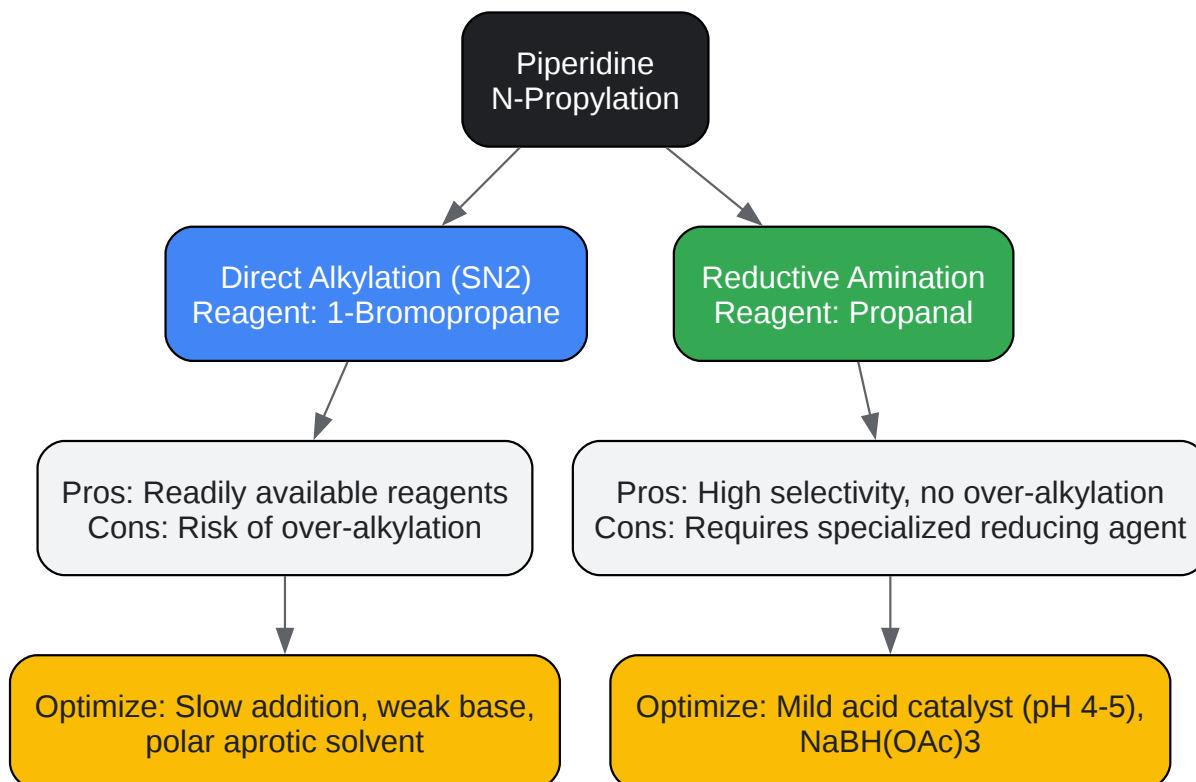 Piperidine
N-Propylation
Direct Alkylation (SN2)
Reagent: 1-Bromopropane
Reductive Amination
Reagent: Propanal
Pros: Readily available reagents
Cons: Risk of over-alkylation
Pros: High selectivity, no over-alkylation
Cons: Requires specialized reducing agent
Optimize: Slow addition, weak base,
polar aprotic solvent
Optimize: Mild acid catalyst (pH 4-5),
NaBH(OAc)3